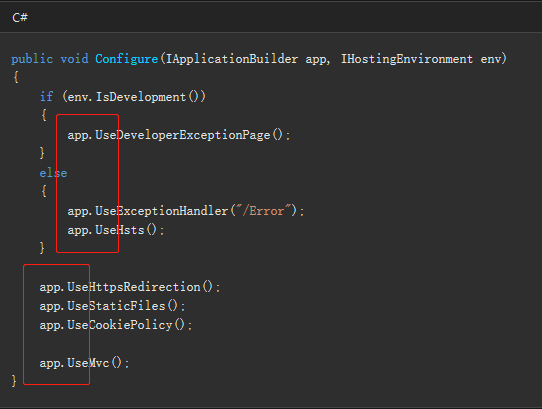 C#
public void Configure(IApplicationBuilder app, IHostingEnvironment env)
{
    if (env.IsDevelopment())
    {
        app.UseDeveloperExceptionPage();
    }
    else
    {
        app.UseExceptionHandler("/Error");
        app.UseHsts();
    }
    app.UseHttpsRedirection();
    app.UseStaticFiles();
    app.UseCookiePolicy();
    app.UseMvc();
}